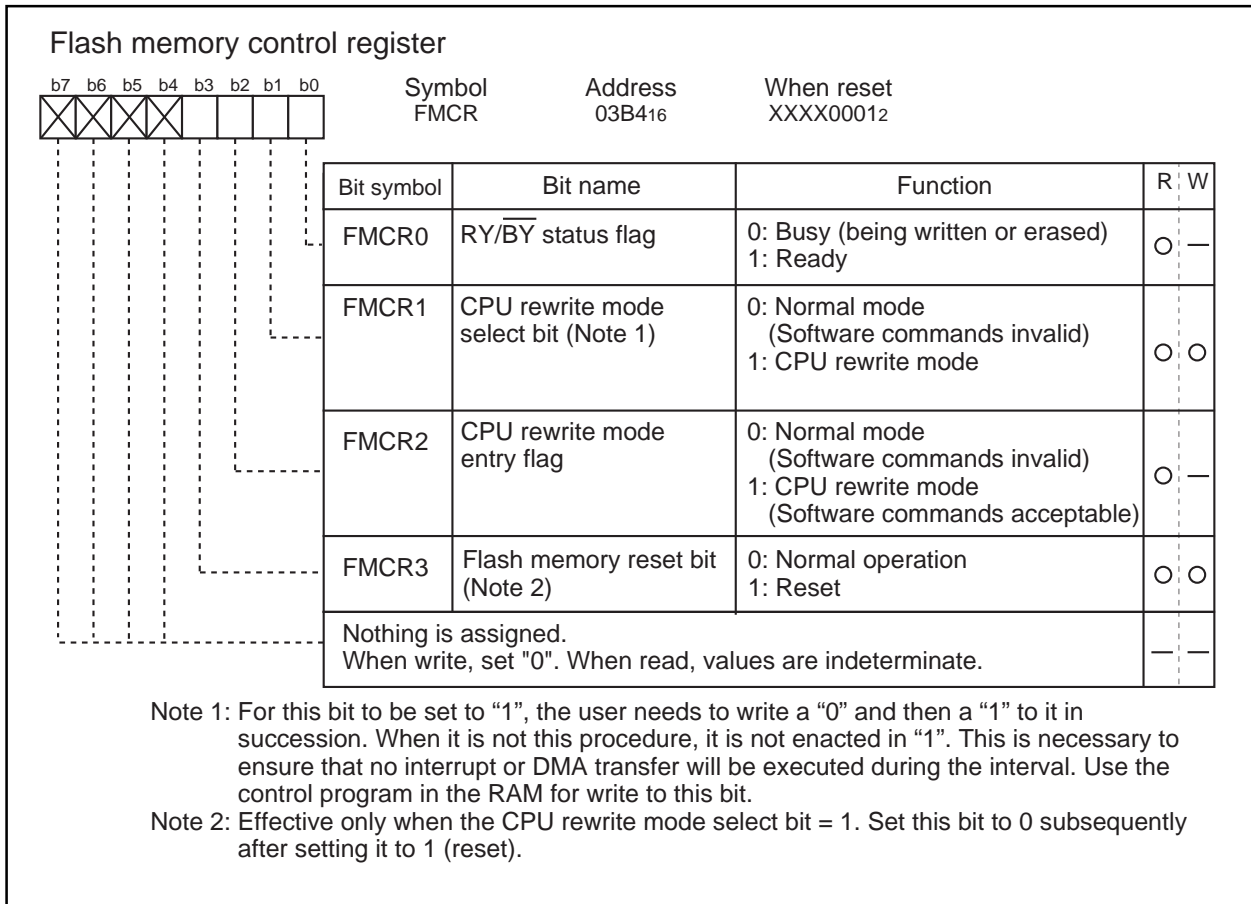 Flash memory control register
b7 b6 b5 b4 b3 b2 b1 b0
Symbol Address When reset
FMCR 03B416 XXXX00012
Bit symbol Bit name Function R W
FMCR0 RY/BY status flag 0: Busy (being written or erased)
1: Ready
FMCR1 CPU rewrite mode 0: Normal mode
select bit (Note 1) (Software commands invalid)
1: CPU rewrite mode
FMCR2 CPU rewrite mode 0: Normal mode
entry flag (Software commands invalid)
1: CPU rewrite mode
(Software commands acceptable)
FMCR3 Flash memory reset bit 0: Normal operation
(Note 2) 1: Reset
Nothing is assigned.
When write, set "0". When read, values are indeterminate.
Note 1: For this bit to be set to “1”, the user needs to write a “0” and then a “1” to it in
succession. When it is not this procedure, it is not enacted in “1”. This is necessary to
ensure that no interrupt or DMA transfer will be executed during the interval. Use the
control program in the RAM for write to this bit.
Note 2: Effective only when the CPU rewrite mode select bit = 1. Set this bit to 0 subsequently
after setting it to 1 (reset).